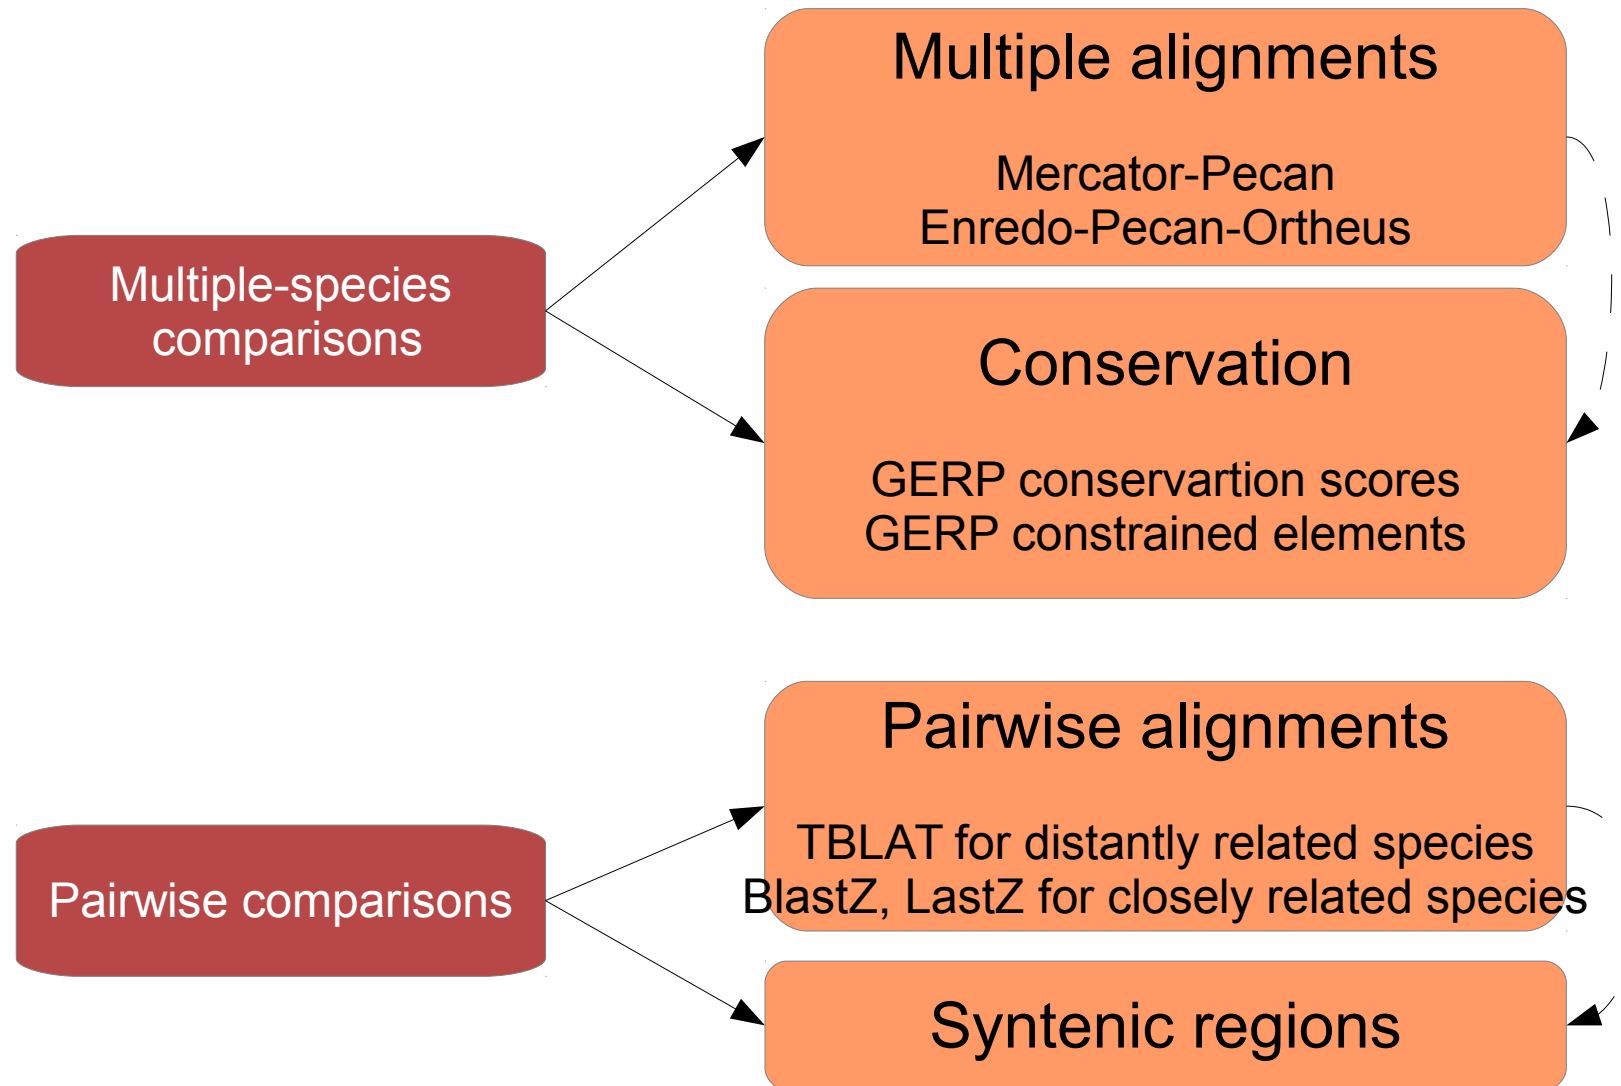 Multiple alignments
Mercator-Pecan
Enredo-Pecan-Ortheus
Multiple-species
comparisons
Conservation
GERP conservartion scores
GERP constrained elements
Pairwise alignments
TBLAT for distantly related species
BlastZ, LastZ for closely related species
Pairwise comparisons
Syntenic regions